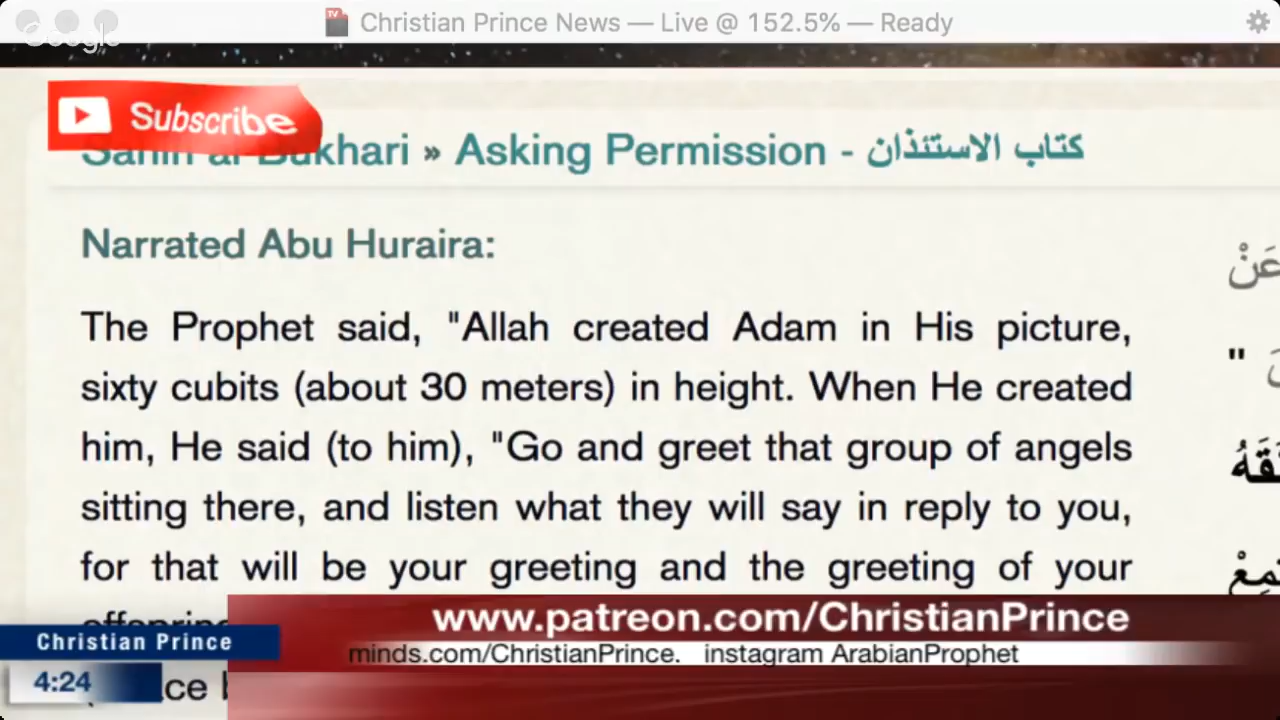 Christian Prince News — Live @ 152.5% — Ready
Google
Subscribe
Sahih al-Bukhari » Asking Permission - كتاب الاستئذان
Narrated Abu Huraira:
عَنْ
The Prophet said, "Allah created Adam in His picture,
sixty cubits (about 30 meters) in height. When He created
"
him, He said (to him), "Go and greet that group of angels
sitting there, and listen what they will say in reply to you,
for that will be your greeting and the greeting of your
www.patreon.com/ChristianPrince
Christian Prince
minds.com/ChristianPrince. instagram ArabianProphet
4:24